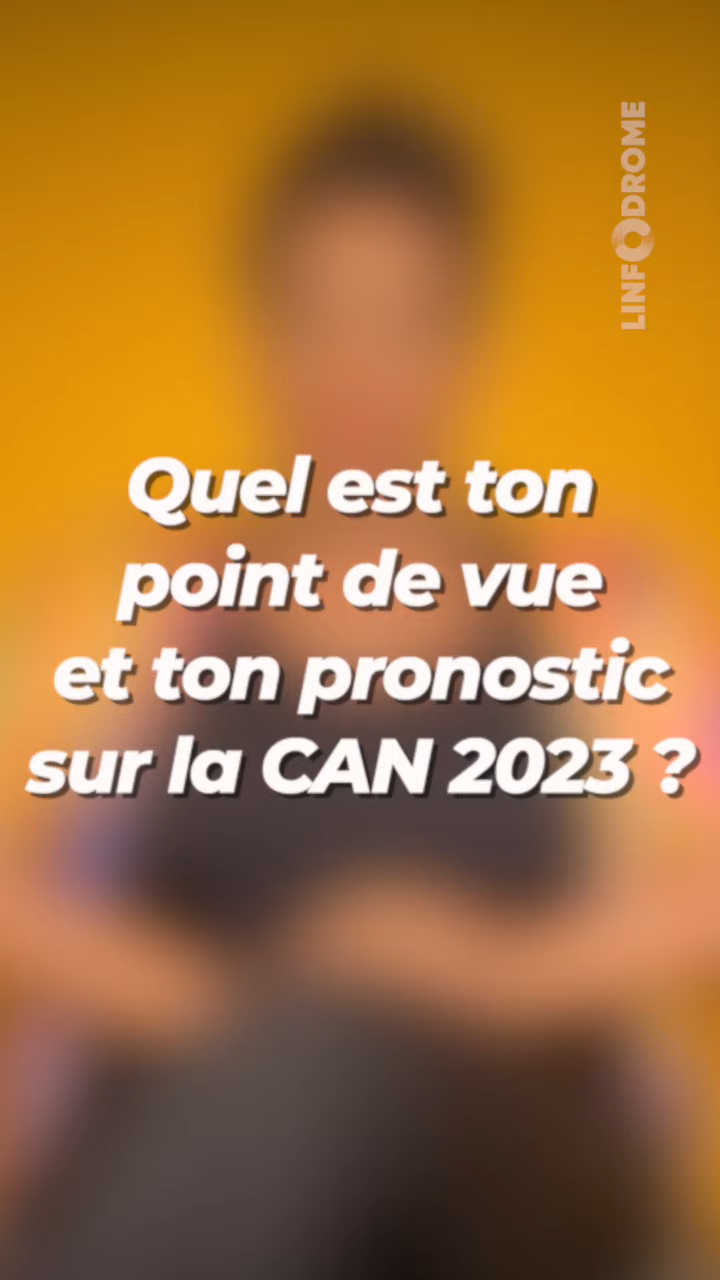 LINFODROME
Quel est ton
point de vue
et ton pronostic
sur la CAN 2023 ?